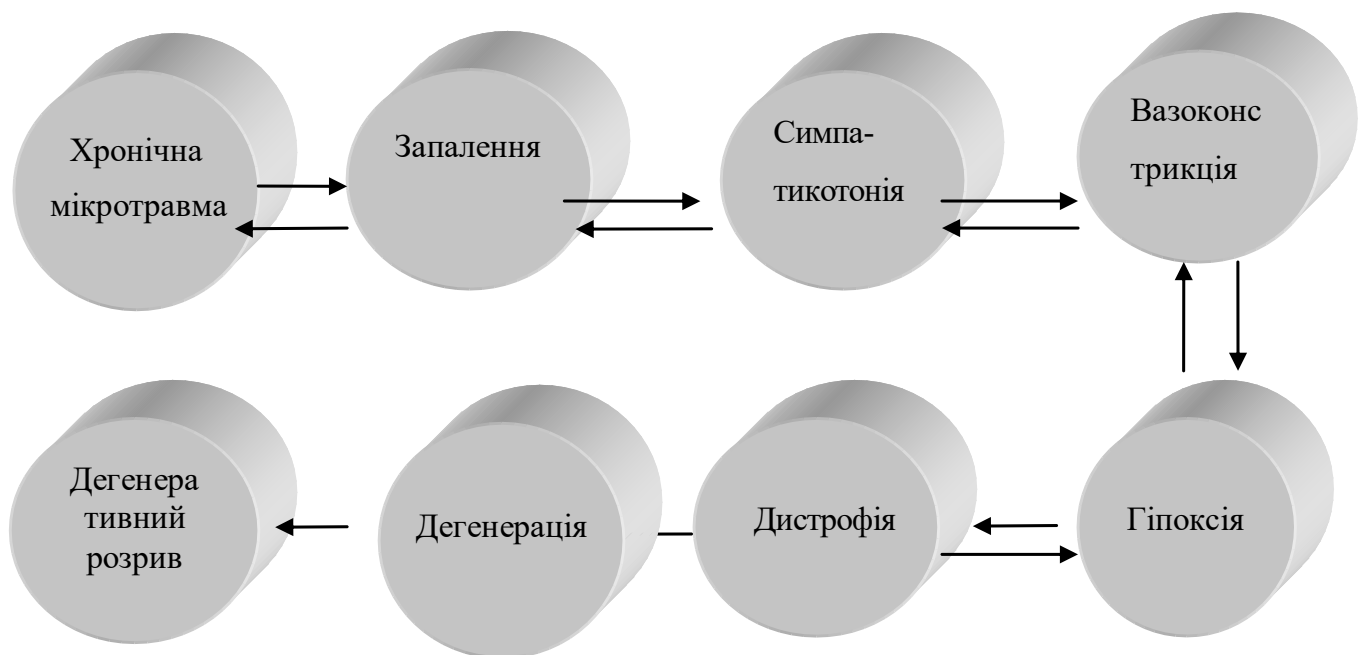 Хронічна
мікротравма
Запалення
Симпа-
тикотонія
Вазоконс
трикція
Дегенера
тивний
розрив
Дегенерація
Дистрофія
Гіпоксія